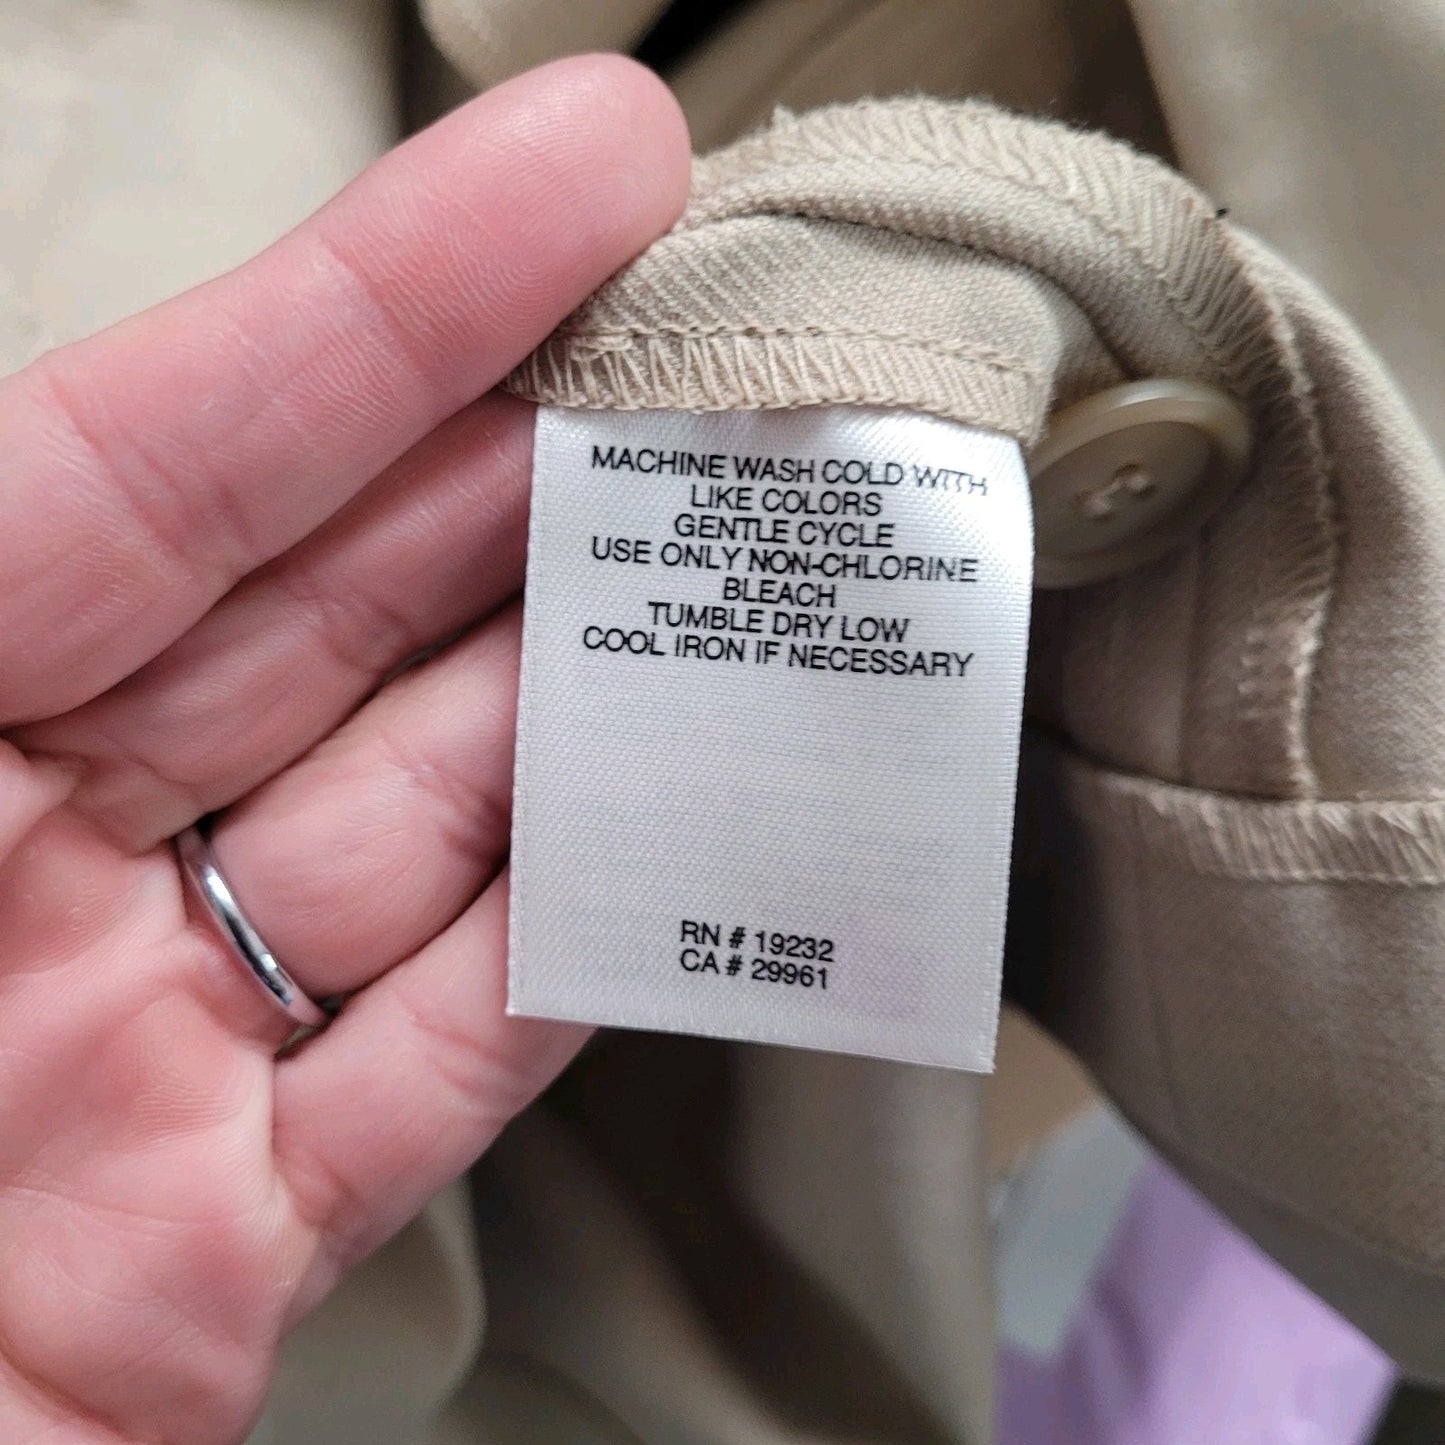 MACHINE WASH COLD WITH
LIKE COLORS
GENTLE CYCLE
USE ONLY NON-CHLORINE
BLEACH
TUMBLE DRY LOW
COOL IRON IF NECESSARY
RN # 19232
CA # 29961